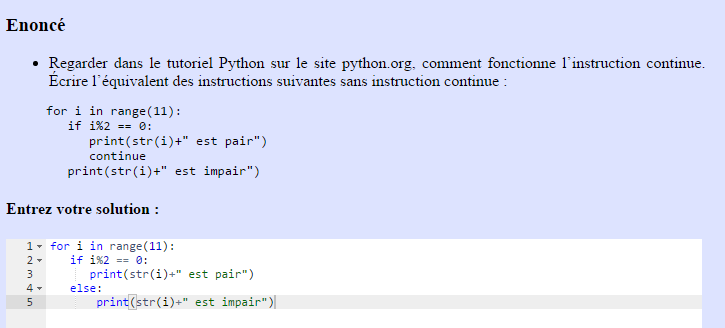 Enoncé
• Regarder dans le tutoriel Python sur le site python.org, comment fonctionne l'instruction continue.
Écrire l'équivalent des instructions suivantes sans instruction continue :
for i in range(11):
if i%2 == 0:
print(str(i)+" est pair")
continue
print(str(i)+" est impair")
Entrez votre solution :
1 for i in range(11):
2 if i%2 == 0:
3 print(str(i)+" est pair")
4 else:
5 print(str(i)+" est impair")